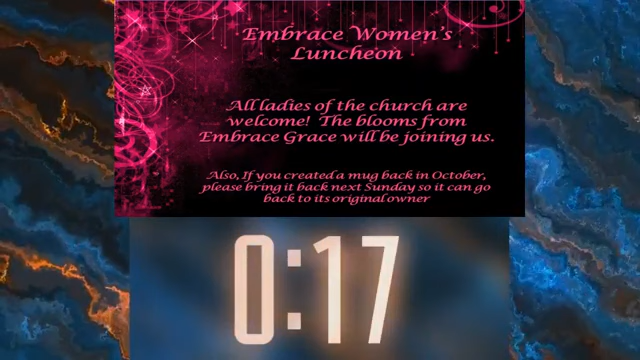 Embrace Women's
Luncheon
All ladies of the church are
welcome! The blooms from
Embrace Grace will be joining us.
Also, If you created a mug back in October,
please bring it back next Sunday so it can go
back to its original owner
0:17